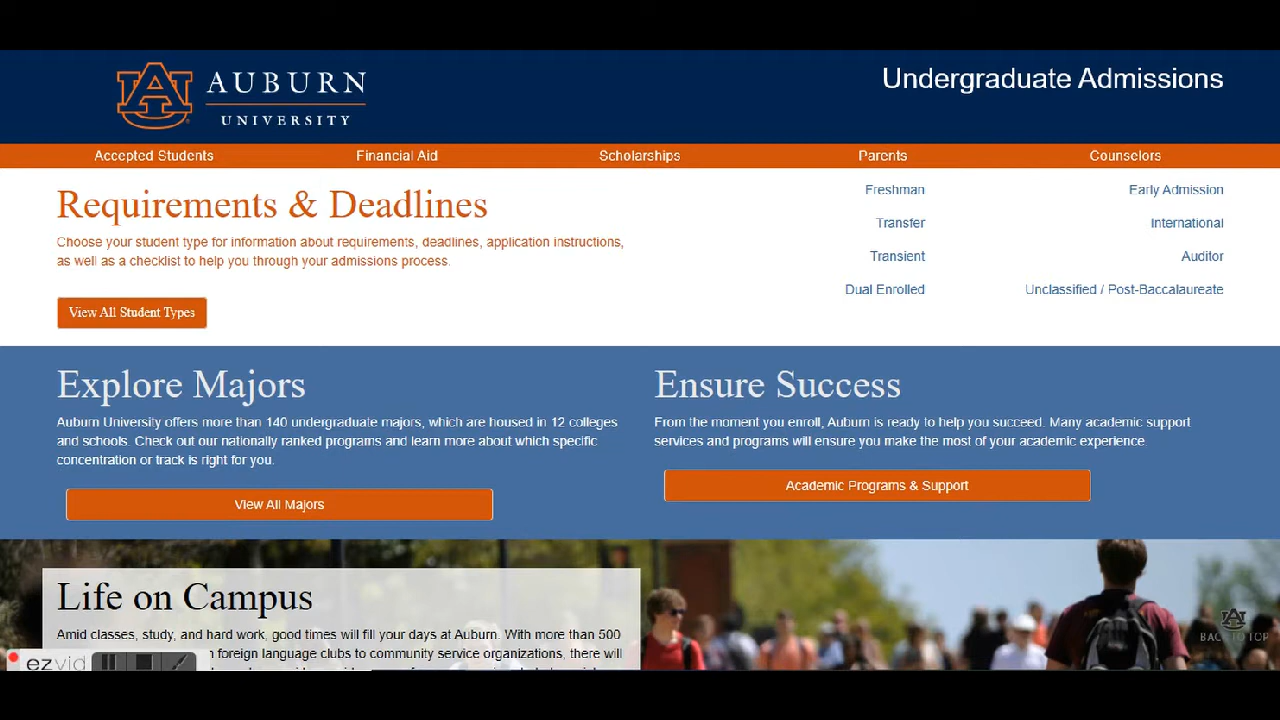 AUBURN
UNIVERSITY
Undergraduate Admissions
Accepted Students Financial Aid Scholarships Parents Counselors
Requirements & Deadlines
Choose your student type for information about requirements, deadlines, application instructions,
as well as a checklist to help you through your admissions process.
View All Student Types
Freshman Early Admission
Transfer International
Transient Auditor
Dual Enrolled Unclassified / Post-Baccalaureate
Explore Majors
Auburn University offers more than 140 undergraduate majors, which are housed in 12 colleges
and schools. Check out our nationally ranked programs and learn more about which specific
concentration or track is right for you.
View All Majors
Ensure Success
From the moment you enroll, Auburn is ready to help you succeed. Many academic support
services and programs will ensure you make the most of your academic experience.
Academic Programs & Support
Life on Campus
Amid classes, study, and hard work, good times will fill your days at Auburn. With more than 500
foreign language clubs to community service organizations, there will
ezvid
BACK TO TOP